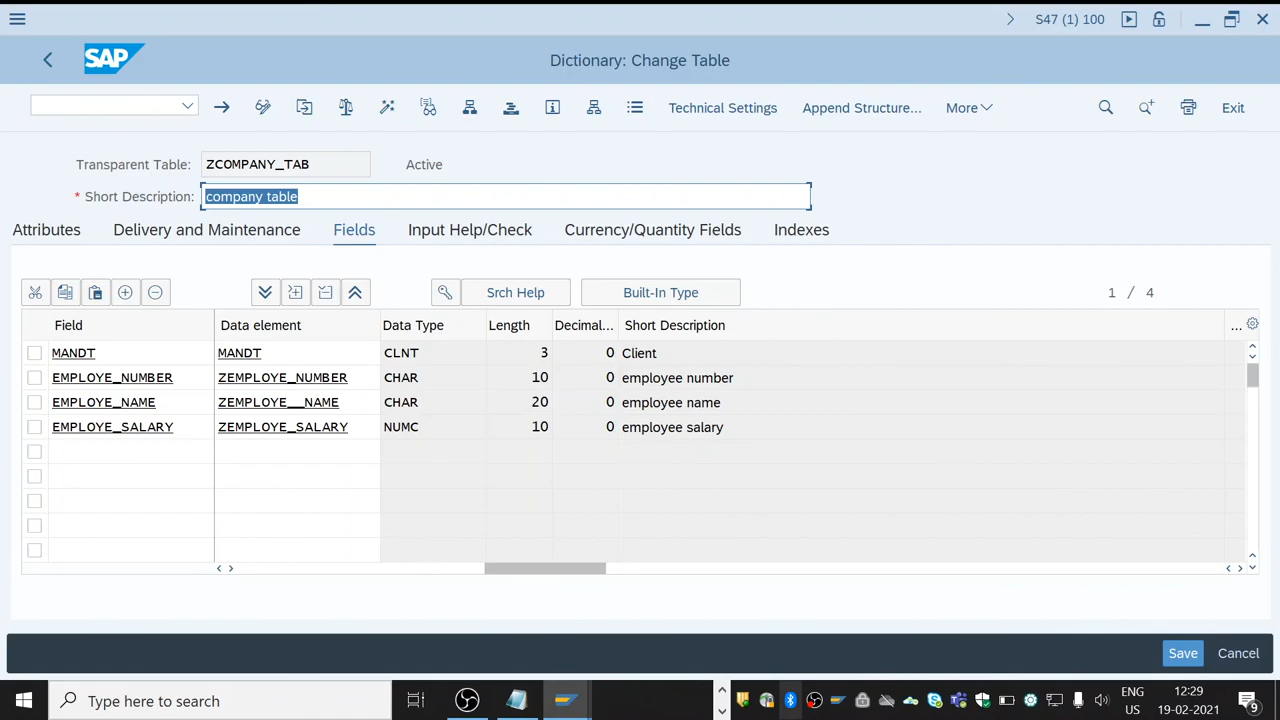 S47 (1) 100
SAP
Dictionary: Change Table
Technical Settings Append Structure... More Exit
Transparent Table: ZCOMPANY_TAB Active
* Short Description: company table
Attributes Delivery and Maintenance Fields Input Help/Check Currency/Quantity Fields Indexes
Srch Help Built-In Type 1 / 4
Field Data element Data Type Length Decimal... Short Description ...
MANDT MANDT CLNT 3 0 Client
EMPLOYE_NUMBER ZEMPLOYE_NUMBER CHAR 10 0 employee number
EMPLOYE_NAME ZEMPLOYE__NAME CHAR 20 0 employee name
EMPLOYE_SALARY ZEMPLOYE_SALARY NUMC 10 0 employee salary
Save Cancel
Type here to search
ENG 12:29
US 19-02-2021
9